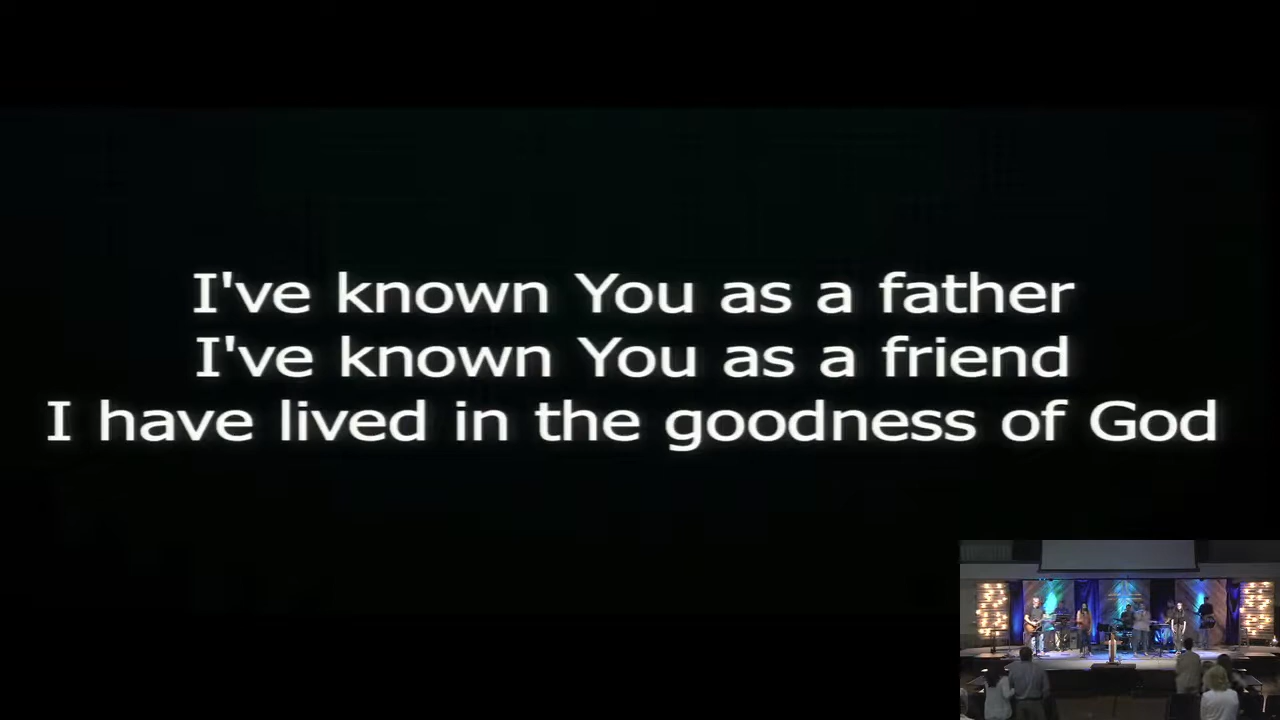 I've known You as a father
I've known You as a friend
I have lived in the goodness of God